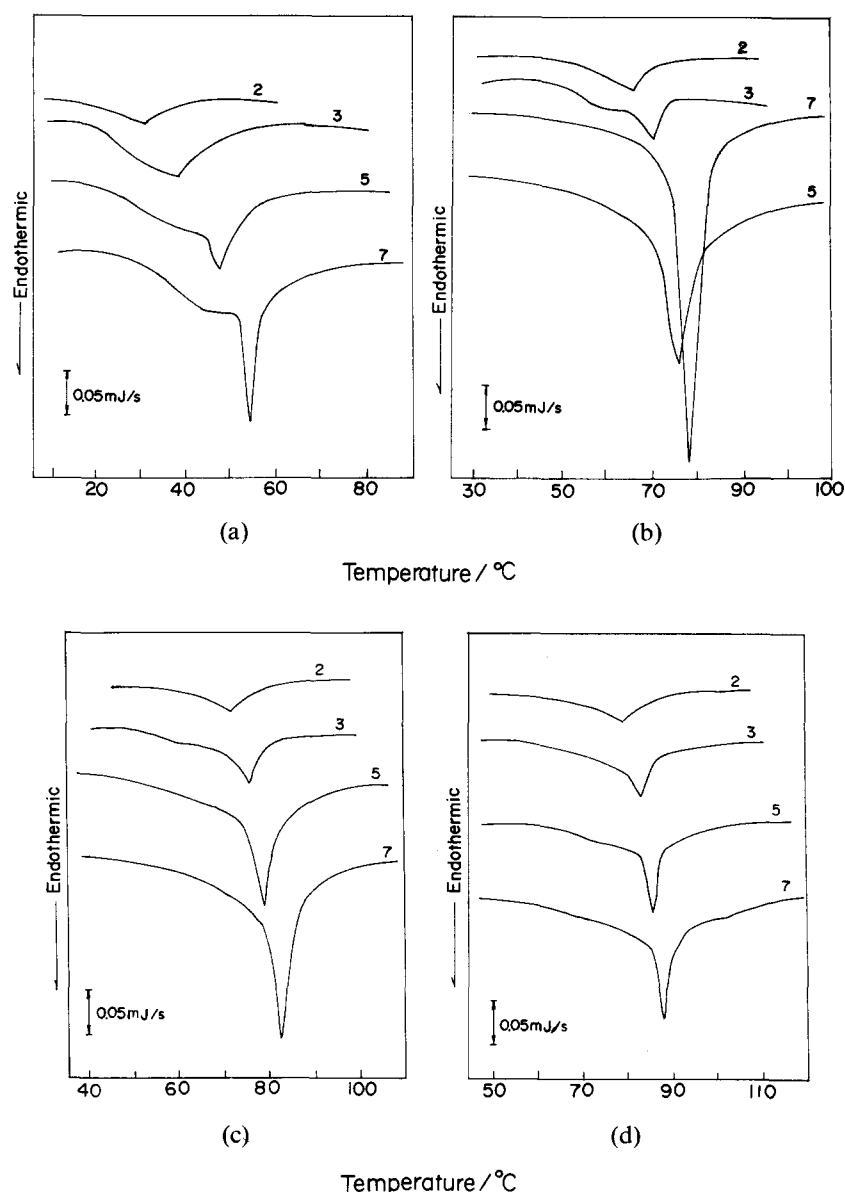 2
3
5
7
Endothermic
0.05mJ/s
20 40 60 80
(a)
2
3
7
5
Endothermic
0.05mJ/s
30 50 70 90 100
(b)
Temperature / °C
2
3
5
7
Endothermic
0.05mJ/s
40 60 80 100
(c)
2
3
5
7
Endothermic
0.05mJ/s
50 70 90 110
(d)
Temperature / °C